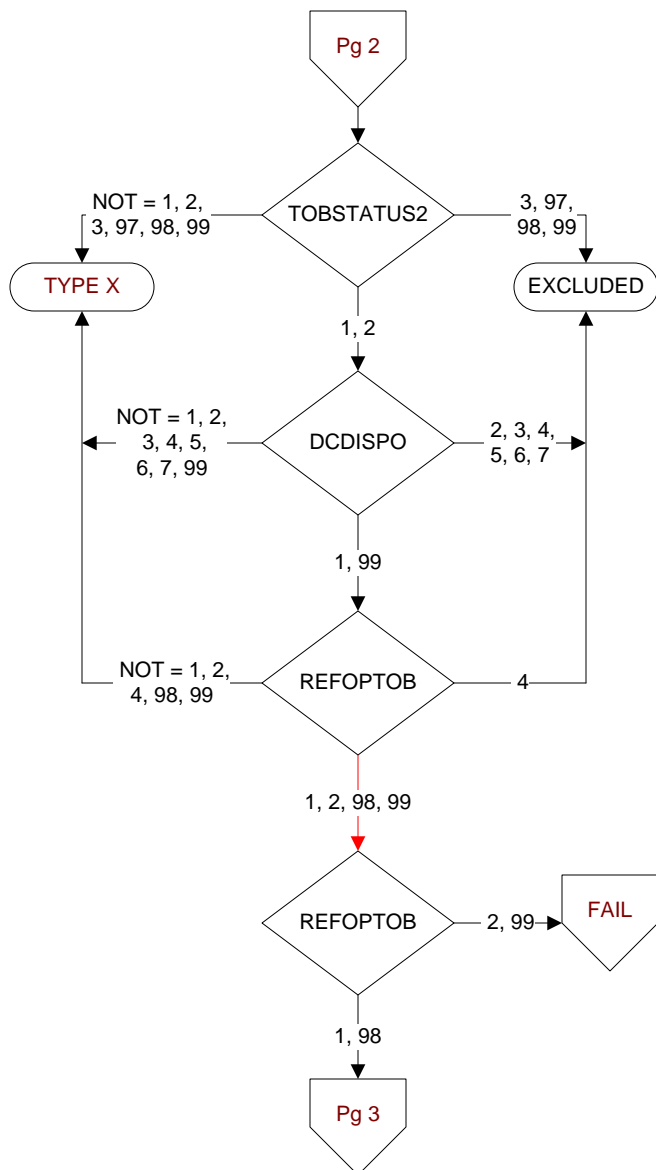 Pg 2
NOT = 1, 2,
3, 97, 98, 99
TOBSTATUS2
3, 97,
98, 99
TYPE X
EXCLUDED
1, 2
NOT = 1, 2,
3, 4, 5,
6, 7, 99
DCDISPO
2, 3, 4,
5, 6, 7
1, 99
NOT = 1, 2,
4, 98, 99
REFOPTOB
4
1, 2, 98, 99
REFOPTOB
2, 99
FAIL
1, 98
Pg 3